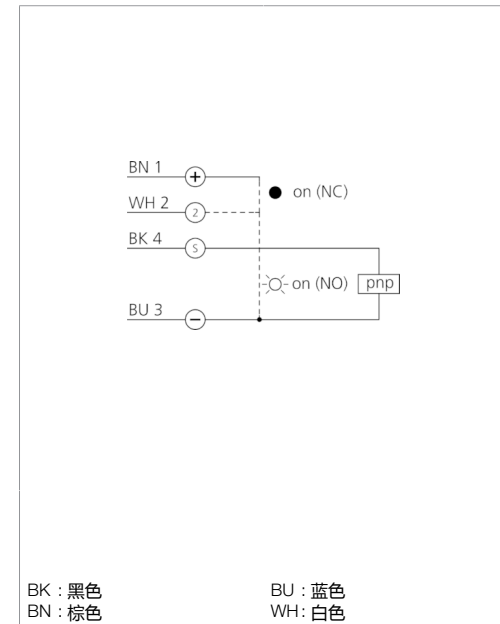 BN 1
+
on (NC)
WH 2
2
BK 4
S
on (NO)
pnp
BU 3
−
BK : 黑色
BU : 蓝色
BN : 棕色
WH : 白色